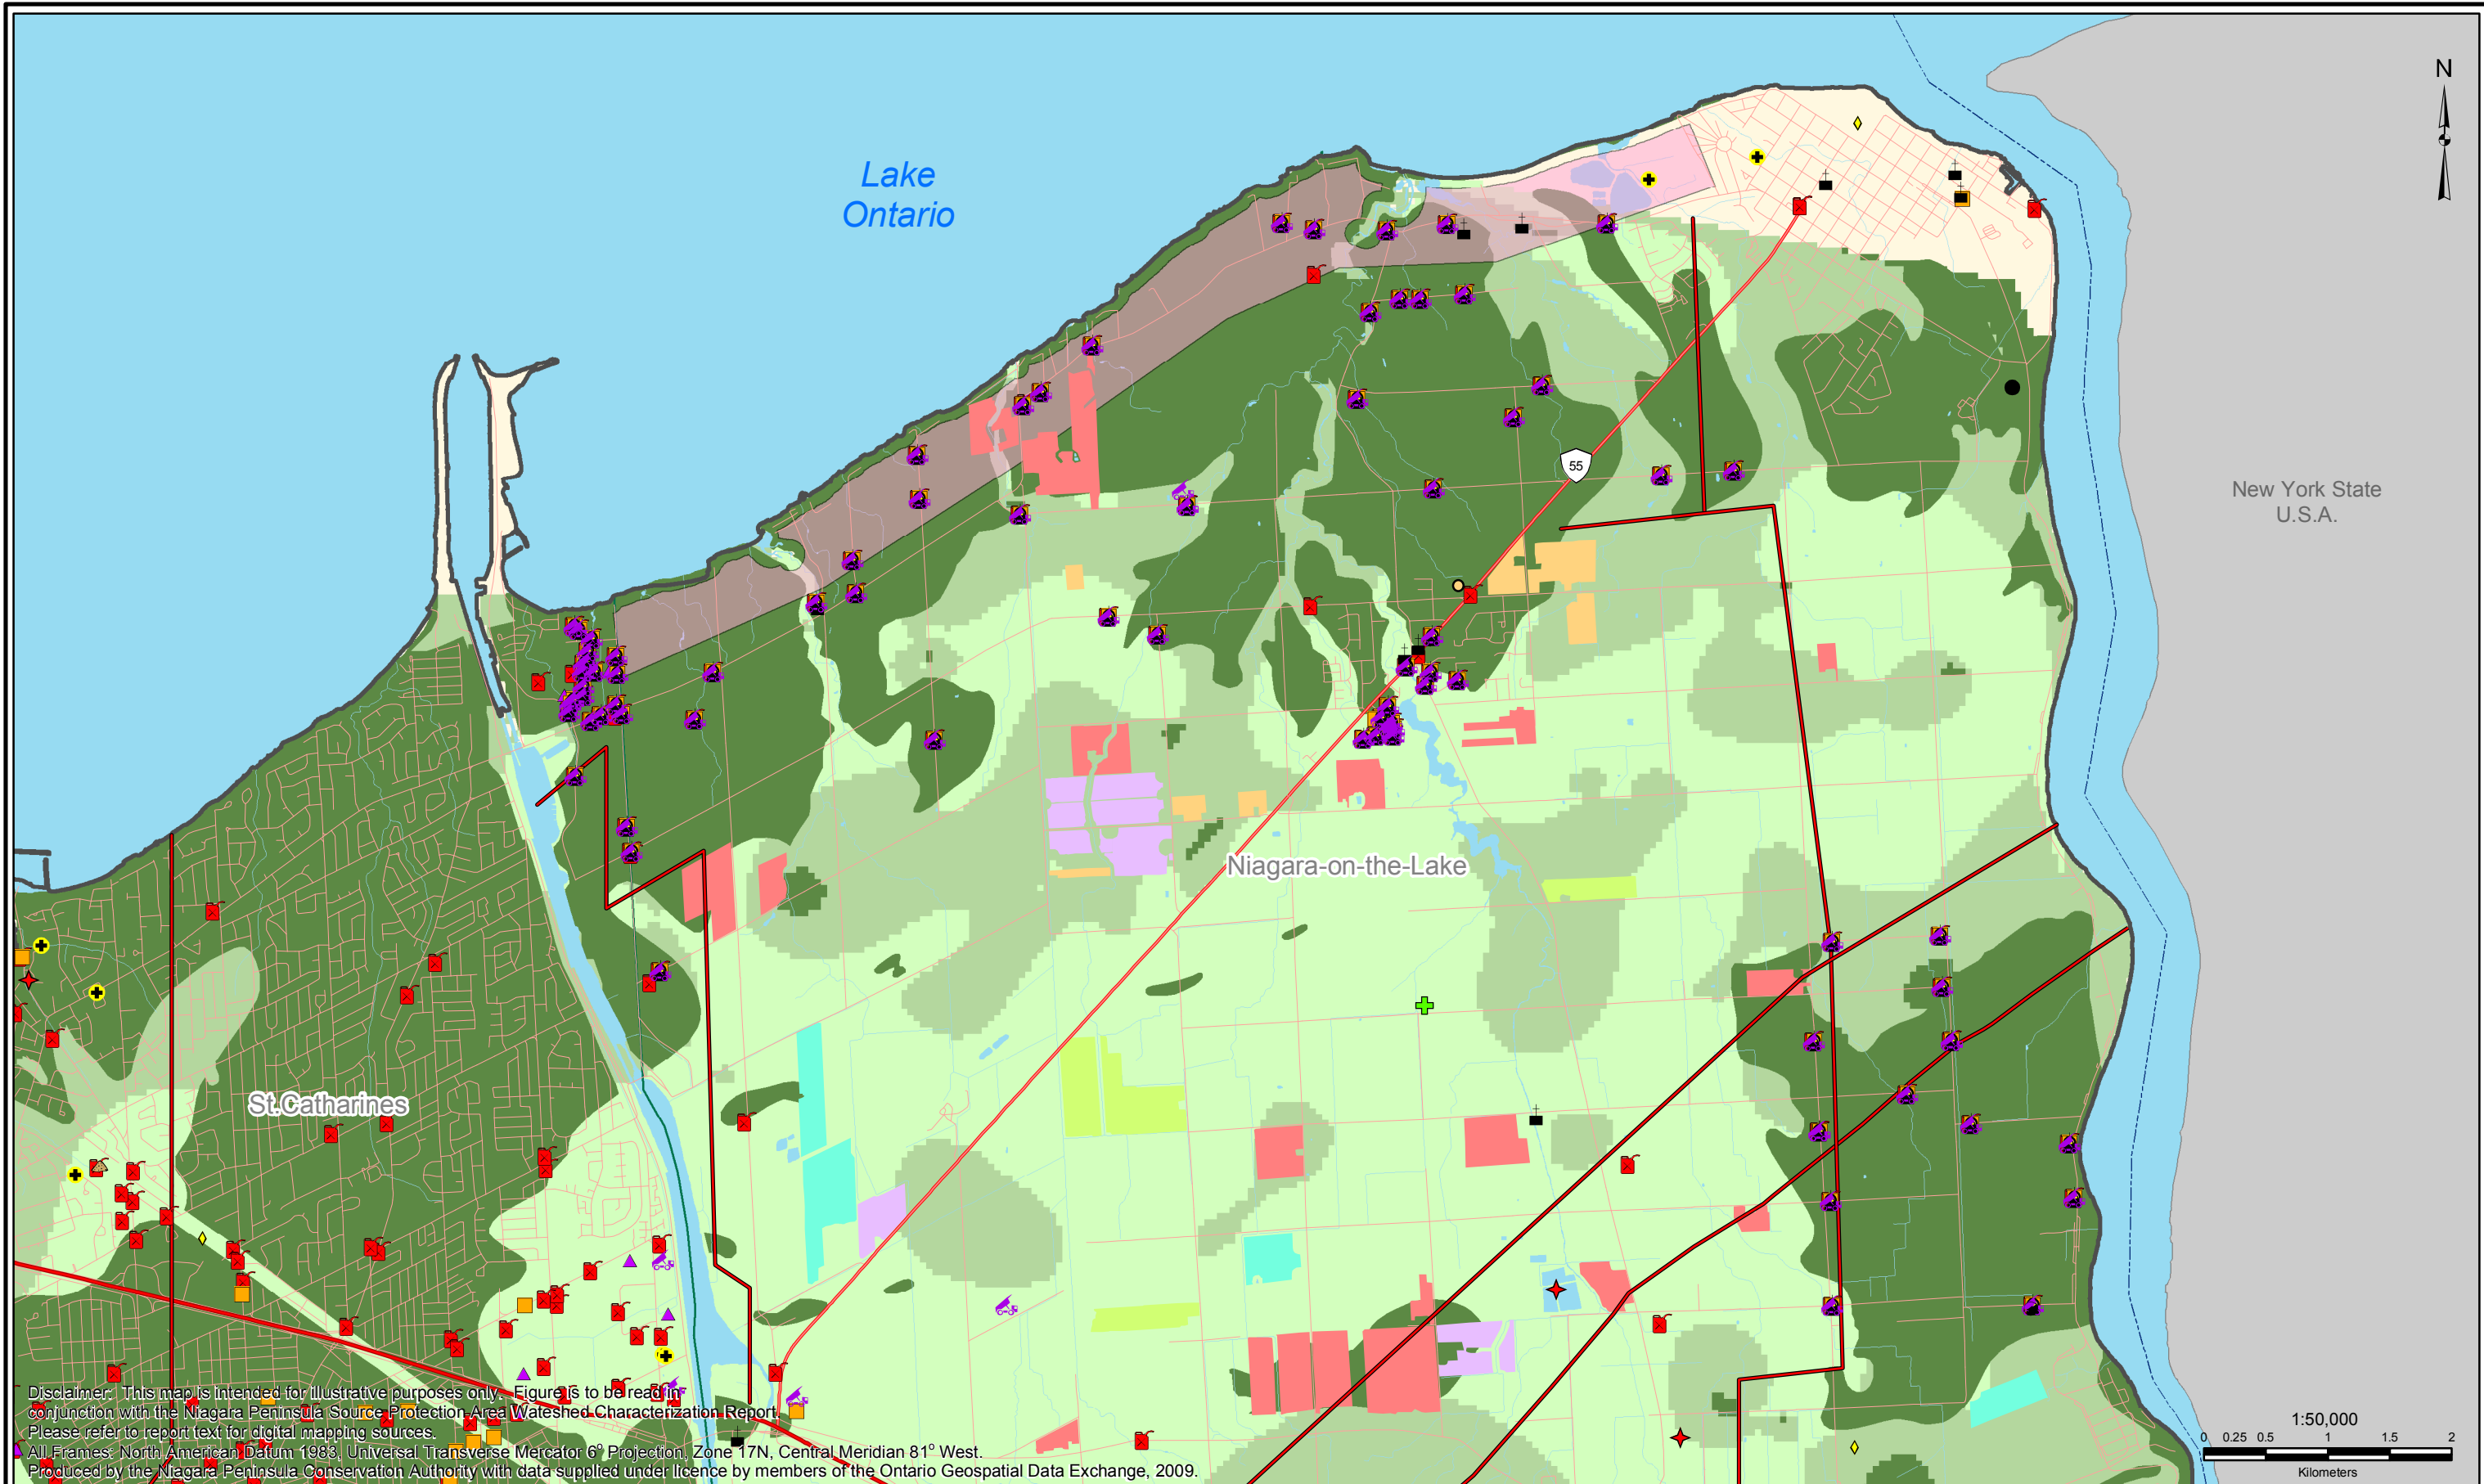 N
Lake
Ontario
New York State
U.S.A.
55
Niagara-on-the-Lake
St.Catharines
Disclaimer: This map is intended for illustrative purposes only. Figure is to be read in
conjunction with the Niagara Peninsula Source Protection Area Wateshed Characterization Report.
Please refer to report text for digital mapping sources.
All Frames: North American Datum 1983, Universal Transverse Mercator 6° Projection, Zone 17N, Central Meridian 81° West.
Produced by the Niagara Peninsula Conservation Authority with data supplied under licence by members of the Ontario Geospatial Data Exchange, 2009.
1:50,000
0 0.25 0.5 1 1.5 2
Kilometers